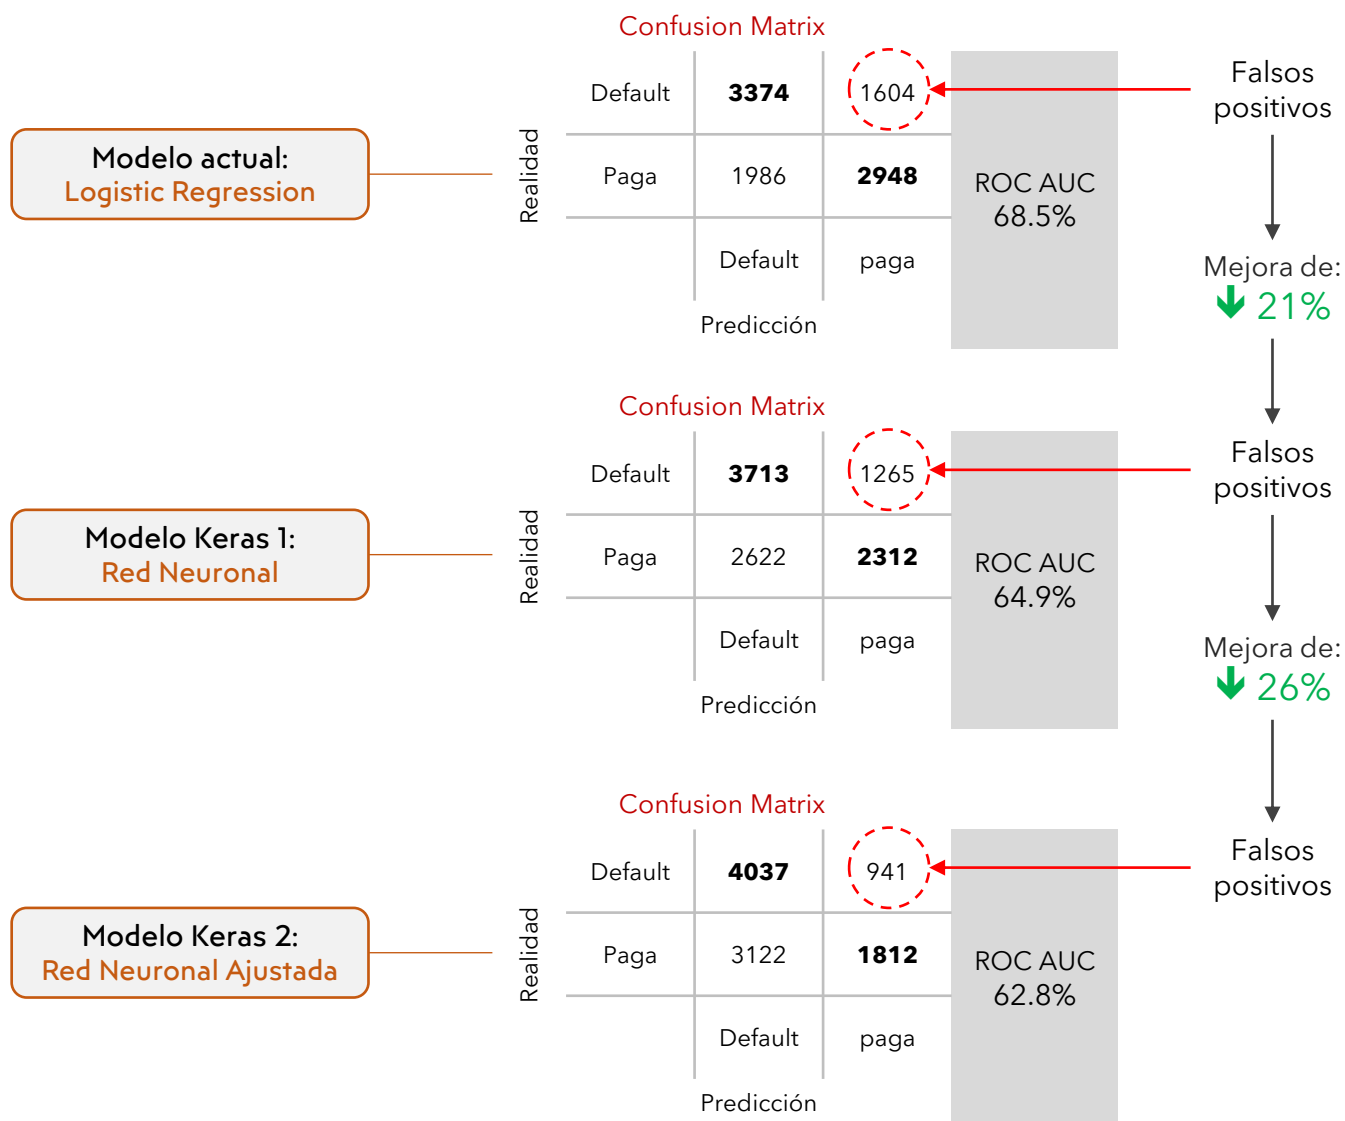 Confusion Matrix
Default 3374 1604
Falsos
positivos
Modelo actual:
Logistic Regression
Realidad
Paga 1986 2948
ROC AUC
68.5%
Default paga
Predicción
Mejora de:
21%
Confusion Matrix
Default 3713 1265
Falsos
positivos
Modelo Keras 1:
Red Neuronal
Realidad
Paga 2622 2312
ROC AUC
64.9%
Default paga
Predicción
Mejora de:
26%
Confusion Matrix
Default 4037 941
Falsos
positivos
Modelo Keras 2:
Red Neuronal Ajustada
Realidad
Paga 3122 1812
ROC AUC
62.8%
Default paga
Predicción